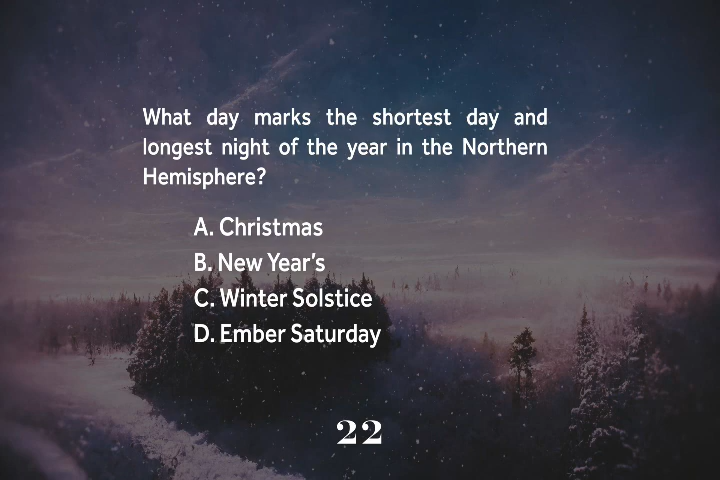 What day marks the shortest day and
longest night of the year in the Northern
Hemisphere?
A. Christmas
B. New Year's
C. Winter Solstice
D. Ember Saturday
22